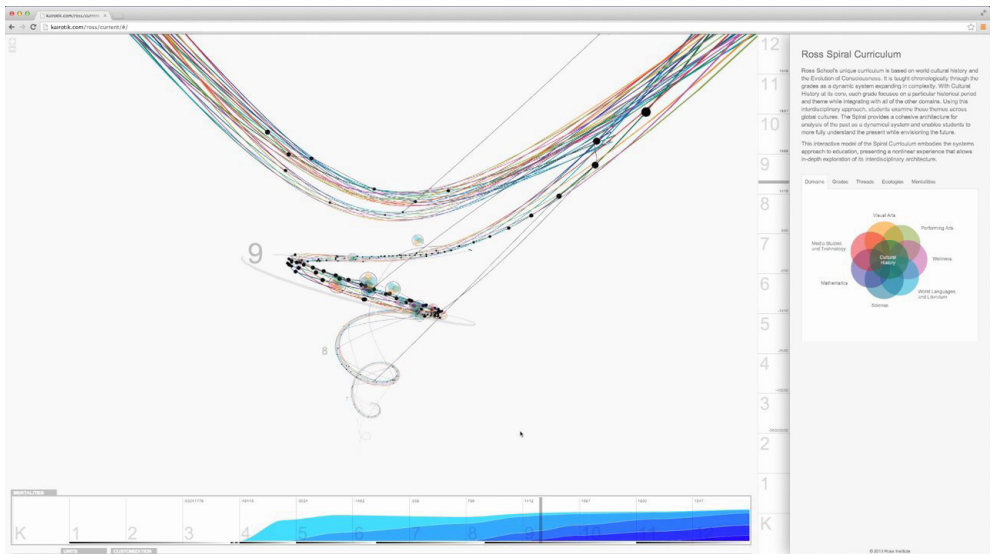 kuzrotik.com/ross/current/#/
Ross Spiral Curriculum
Ross School's unique curriculum is based on world cultural history and
the Evolution of Consciousness. It is taught chronologically through the
grades as a dynamic system expanding in complexity. With Cultural
History at its core, each grade focuses on a particular historical period
and theme while integrating with all of the other domains. Using this
interdisciplinary approach, students examine these themes across
global cultures. The Spiral provides a cohesive architecture for
analysis of the past as a dynamical system and enables students to
more fully understand the present while envisioning the future.
This interactive model of the Spiral Curriculum embodies the systems
approach to education, presenting a nonlinear experience that allows
in-depth exploration of its interdisciplinary architecture.
Domains Grades Threads Ecologies Mentalities
Visual Arts
Performing Arts
Media Studies
and Technology
Cultural
History
Wellness
Mathematics
World Languages
and Literature
Science
12
11
10
9
8
7
6
5
4
3
2
1
K
9
8
MENTALITIES
K 1 2 3 4 5 6 7 8 9 10 11 12
UNITS CUSTOMIZATION
© 2013 Ross Institute